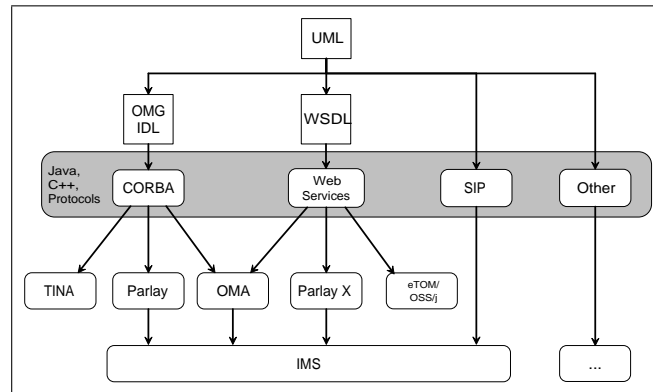 UML
OMG
IDL
WSDL
Java,
C++,
Protocols
CORBA
Web
Services
SIP
Other
TINA
Parlay
OMA
Parlay X
eTOM/
OSS/j
IMS
...